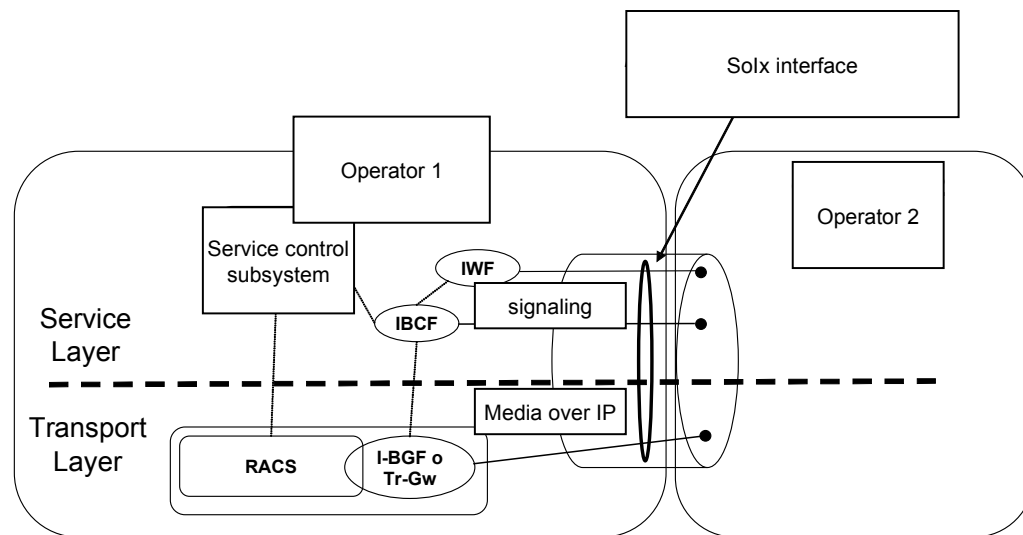 SoIx interface
Operator 1
Operator 2
Service control
subsystem
IWF
signaling
IBCF
Service
Layer
Media over IP
Transport
Layer
RACS
I-BGF o
Tr-Gw